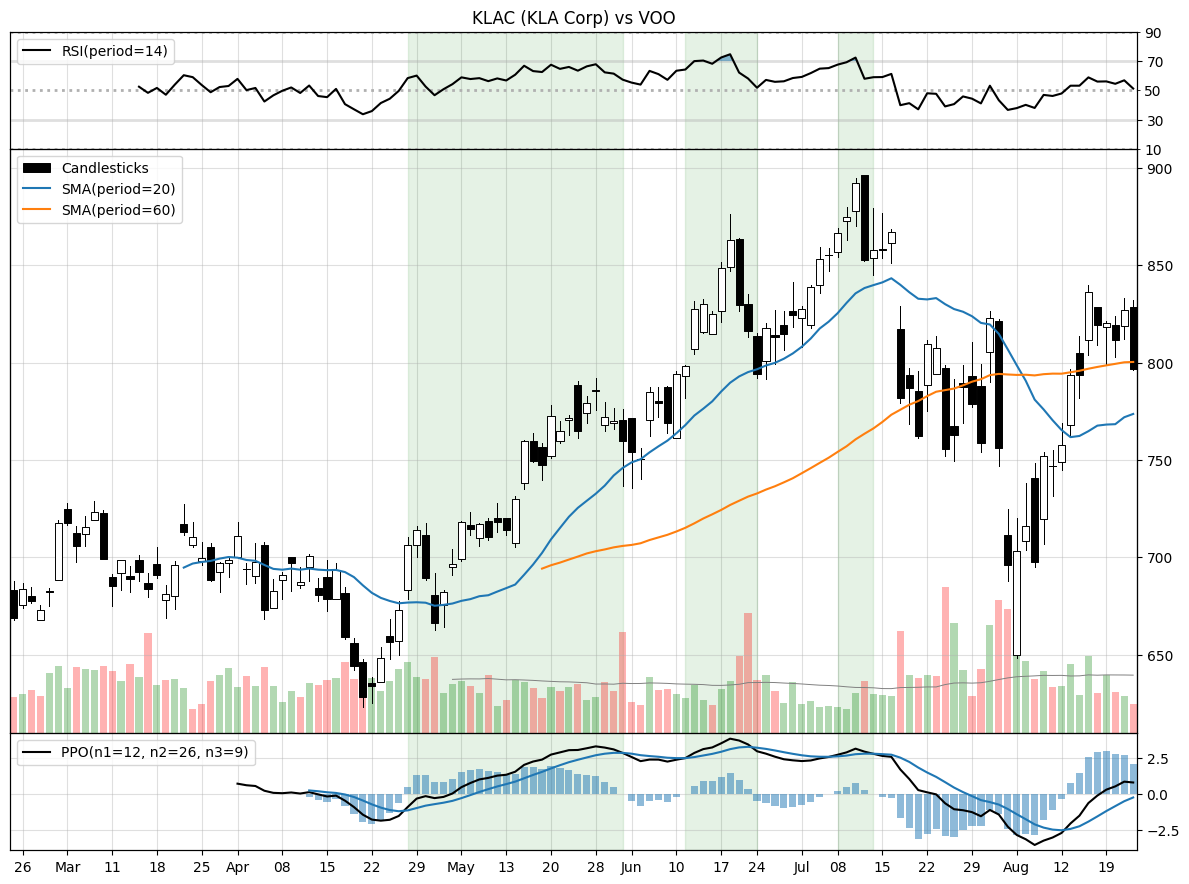 KLAC (KLA Corp) vs VOO
RSI(period=14)
90
70
50
30
10
Candlesticks
SMA(period=20)
SMA(period=60)
900
850
800
750
700
650
PPO(n1=12, n2=26, n3=9)
2.5
0.0
−2.5
26 Mar 11 18 25 Apr 08 15 22 29 May 13 20 28 Jun 10 17 24 Jul 08 15 22 29 Aug 12 19